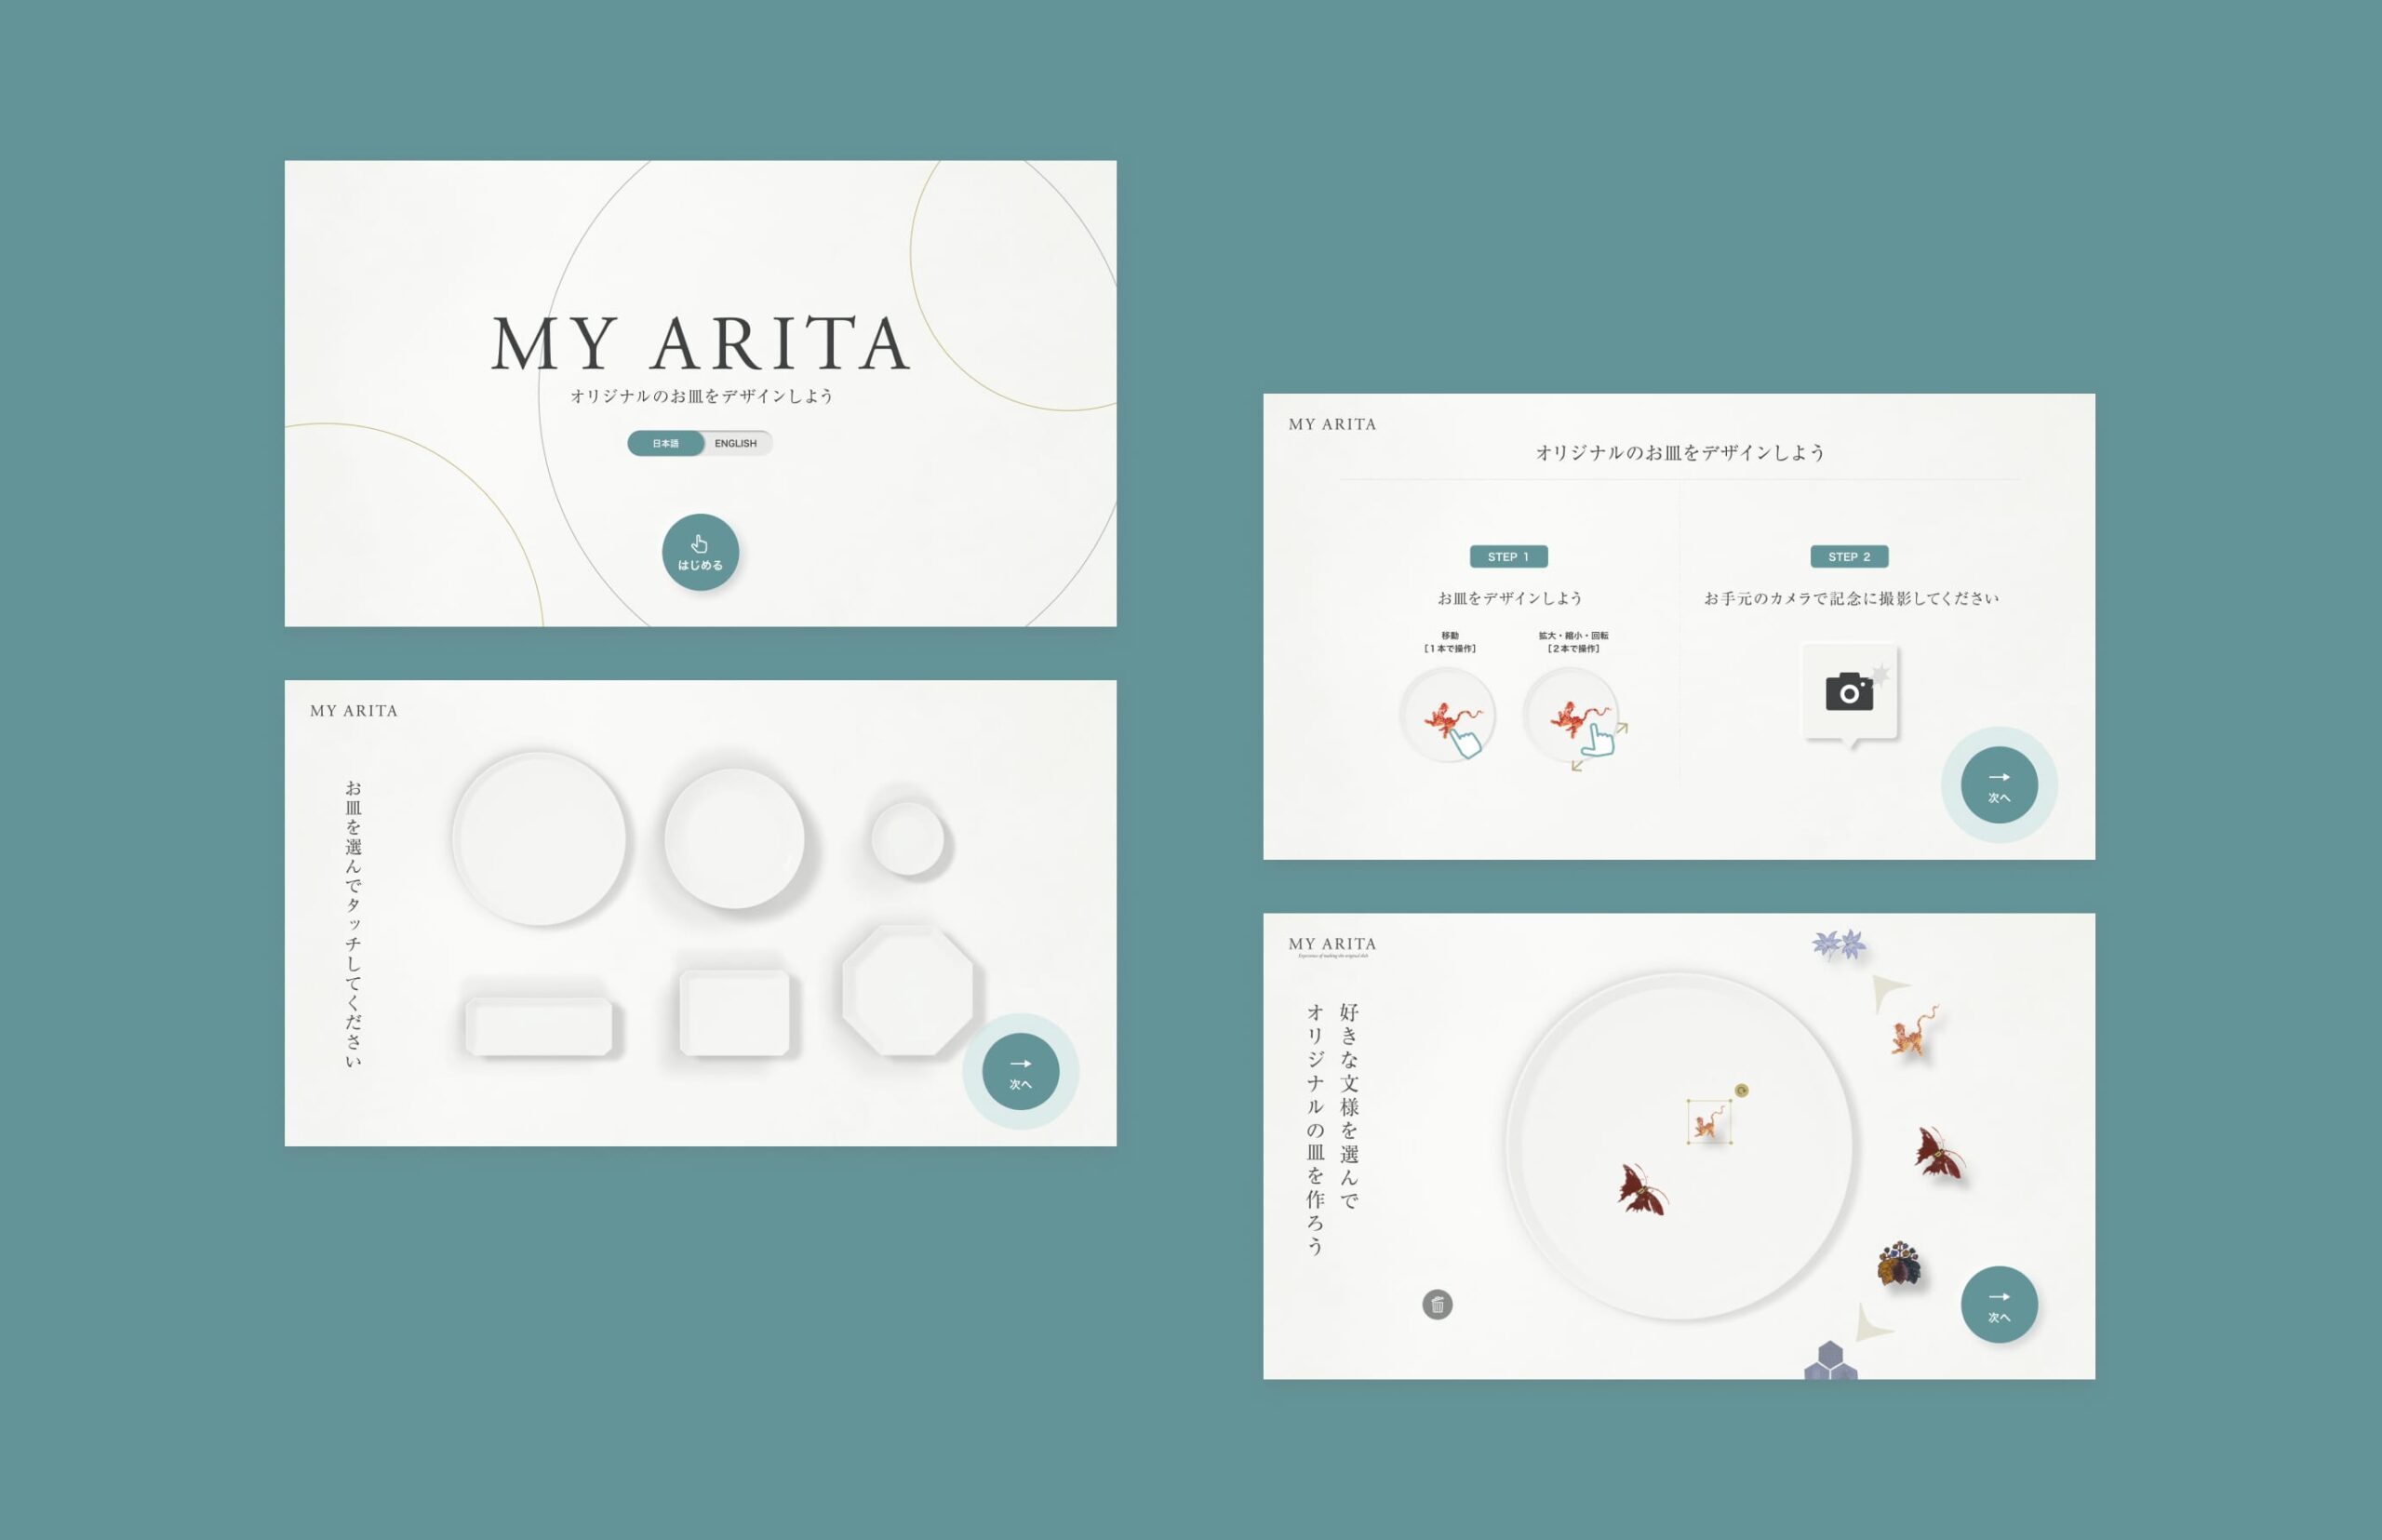 MY ARITA
オリジナルのお皿をデザインしよう
日本語
ENGLISH
はじめる
MY ARITA
お皿を選んでタッチしてください
次へ
MY ARITA
オリジナルのお皿をデザインしよう
STEP 1
お皿をデザインしよう
移動
[1本で操作]
拡大・縮小・回転
[2本で操作]
STEP 2
お手元のカメラで記念に撮影してください
次へ
MY ARITA
Experience of making the original dish
好きな文様を選んで
オリジナルの皿を作ろう
次へ